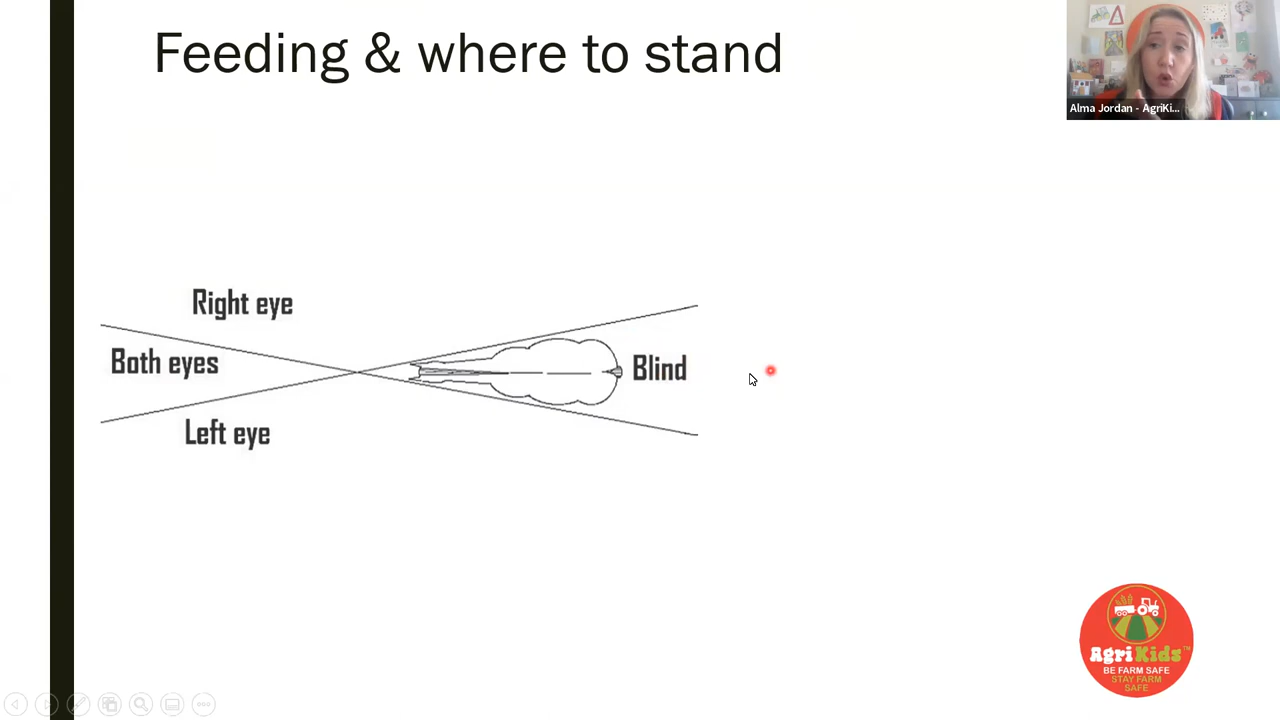 Feeding & where to stand
Alma Jordan - AgriKi...
Right eye
Both eyes
Blind
Left eye
AgriKids™
BE FARM SAFE
STAY FARM
SAFE